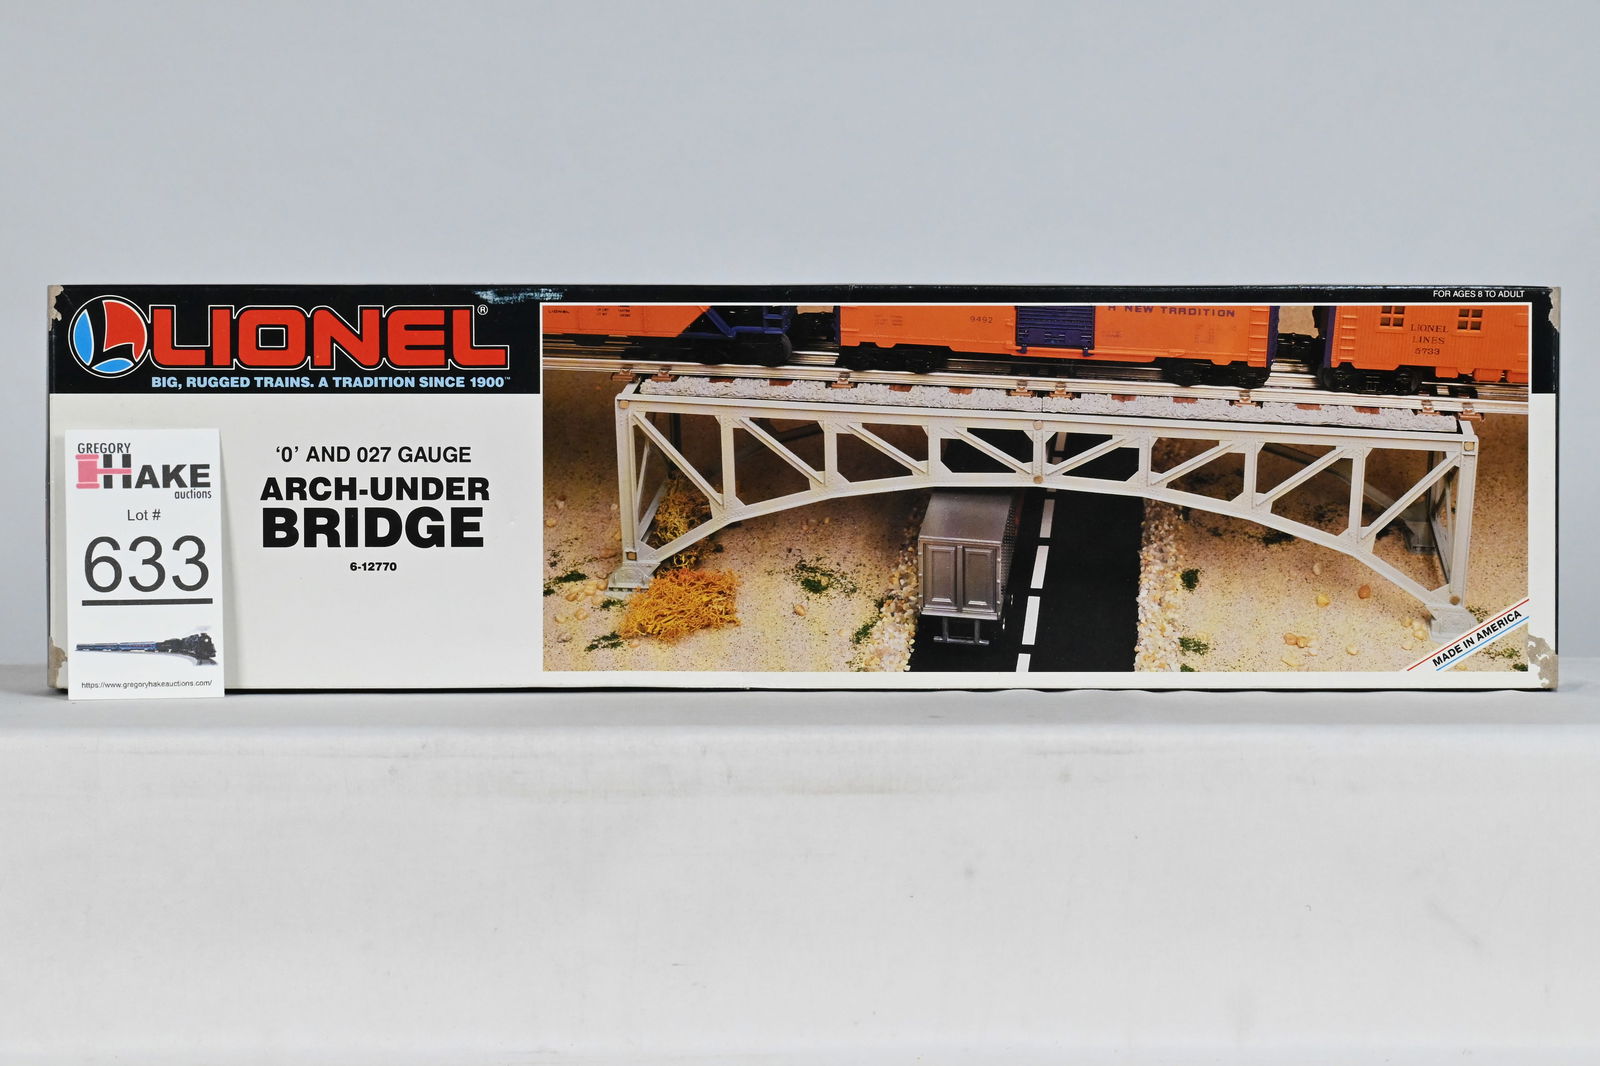 LIONEL®
BIG, RUGGED TRAINS. A TRADITION SINCE 1900™
FOR AGES 8 TO ADULT
'0' AND 027 GAUGE
ARCH-UNDER
BRIDGE
6-12770
LIONEL
9492
A NEW TRADITION
LIONEL
LINES
5733
MADE IN AMERICA
GREGORY
HAKE
auctions
Lot #
633
https://www.gregoryhakeauctions.com/